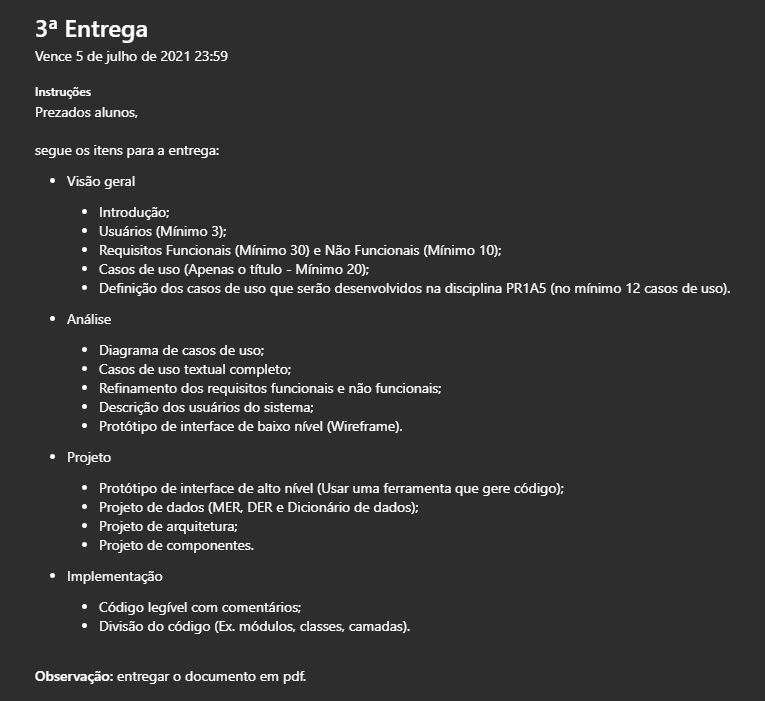 3ª Entrega
Vence 5 de julho de 2021 23:59
Instruções
Prezados alunos,
segue os itens para a entrega:
• Visão geral
• Introdução;
• Usuários (Mínimo 3);
• Requisitos Funcionais (Mínimo 30) e Não Funcionais (Mínimo 10);
• Casos de uso (Apenas o título - Mínimo 20);
• Definição dos casos de uso que serão desenvolvidos na disciplina PR1A5 (no mínimo 12 casos de uso).
• Análise
• Diagrama de casos de uso;
• Casos de uso textual completo;
• Refinamento dos requisitos funcionais e não funcionais;
• Descrição dos usuários do sistema;
• Protótipo de interface de baixo nível (Wireframe).
• Projeto
• Protótipo de interface de alto nível (Usar uma ferramenta que gere código);
• Projeto de dados (MER, DER e Dicionário de dados);
• Projeto de arquitetura;
• Projeto de componentes.
• Implementação
• Código legível com comentários;
• Divisão do código (Ex. módulos, classes, camadas).
Observação: entregar o documento em pdf.